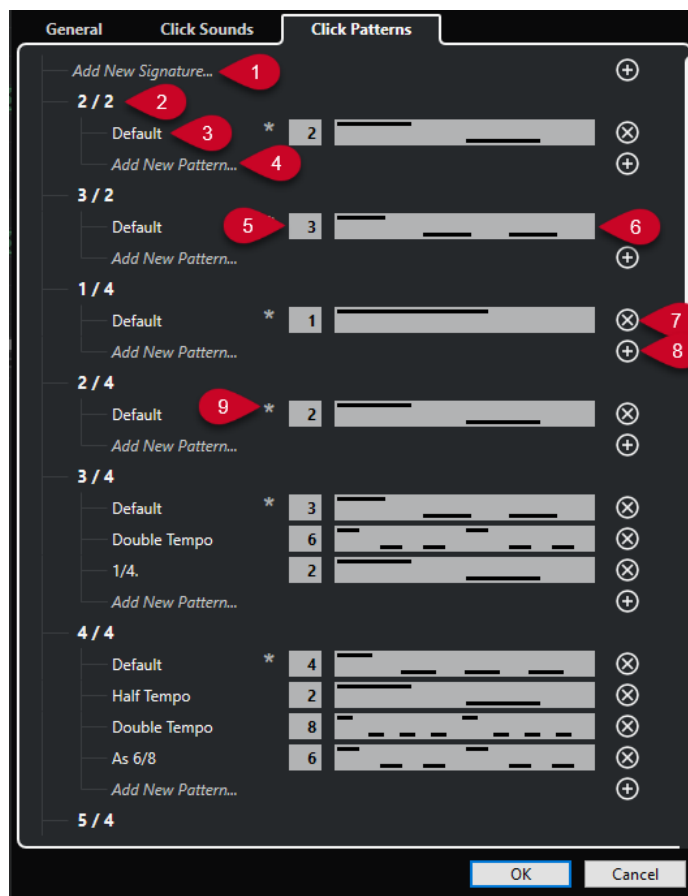 General Click Sounds Click Patterns
Add New Signature... 1
2 / 2 2
Default 3 * 2
Add New Pattern... 4
3 / 2
Default 5 3 6
Add New Pattern...
1 / 4
Default * 1 7
Add New Pattern... 8
2 / 4
Default 9 * 2
Add New Pattern...
3 / 4
Default * 3
Double Tempo 6
1/4. 2
Add New Pattern...
4 / 4
Default * 4
Half Tempo 2
Double Tempo 8
As 6/8 6
Add New Pattern...
5 / 4
OK Cancel